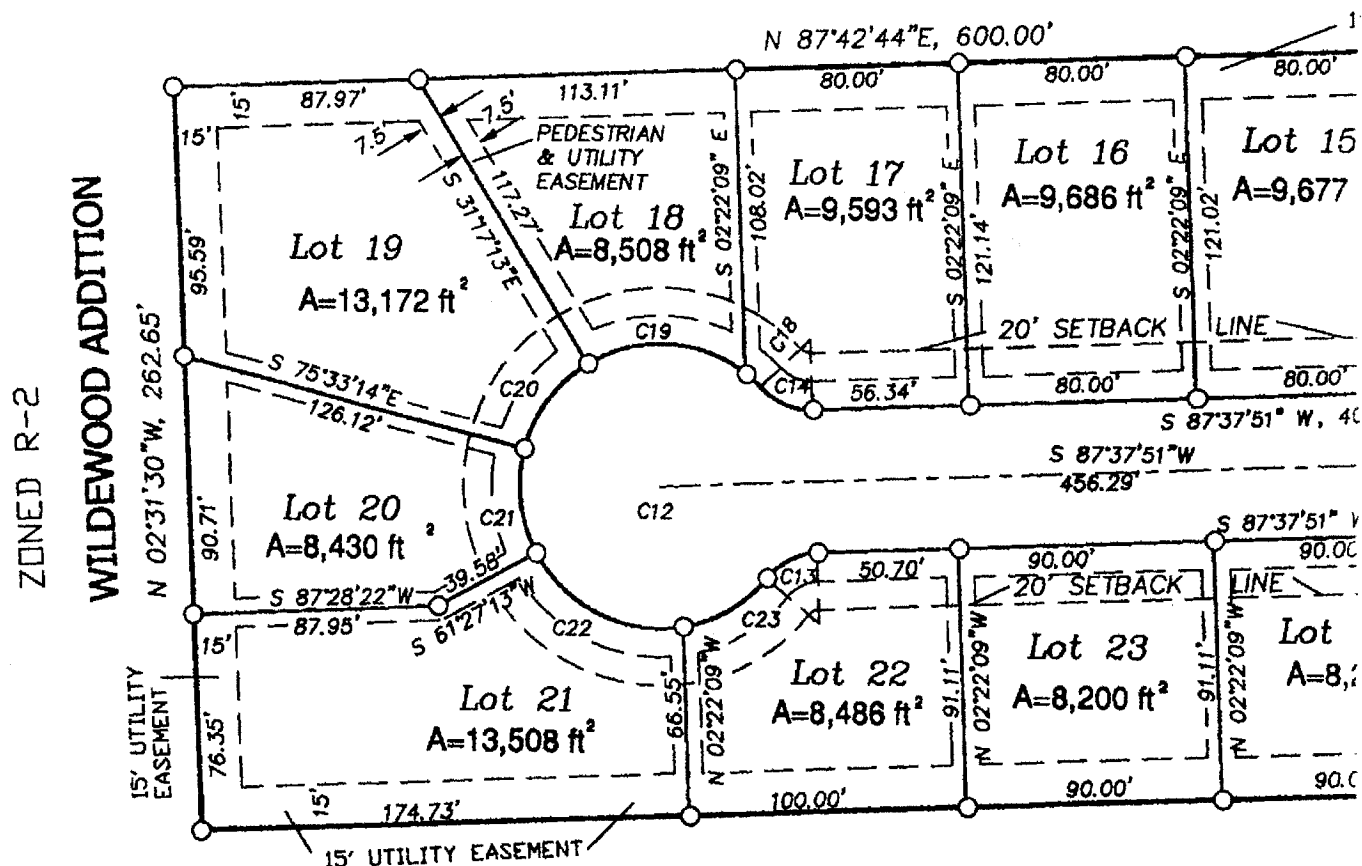 N 87°42'44"E, 600.00'
87.97'
113.11'
80.00'
80.00'
80.00'
15'
15'
7.5'
7.5'
PEDESTRIAN
& UTILITY
EASEMENT
117.27'
S 31°17'13"E
Lot 19
A=13,172 ft²
Lot 18
A=8,508 ft²
S 02°22'09" E
108.02'
Lot 17
A=9,593 ft²
S 02°22'09" E
121.14'
Lot 16
A=9,686 ft²
S 02°22'09" E
121.02'
Lot 15
A=9,677
95.59'
ZONED R-2
WILDEWOOD ADDITION
N 02°31'30"W, 262.65'
S 75°33'14"E
126.12'
C20
C19
C18
C14
20' SETBACK LINE
56.34'
80.00'
80.00'
S 87°37'51" W, 40
S 87°37'51"W
456.29'
C12
C21
Lot 20
A=8,430 ft²
90.71'
39.58'
S 61°27'13"W
S 87°28'22"W
87.95'
C22
C13
C23
50.70'
90.00'
S 87°37'51" W
90.00
20' SETBACK LINE
15'
15' UTILITY
EASEMENT
76.35'
Lot 21
A=13,508 ft²
66.55'
N 02°22'09"W
Lot 22
A=8,486 ft²
91.11'
N 02°22'09"W
Lot 23
A=8,200 ft²
91.11'
N 02°22'09"W
Lot
A=8,2
15'
174.73'
100.00'
90.00'
90.0
15' UTILITY EASEMENT